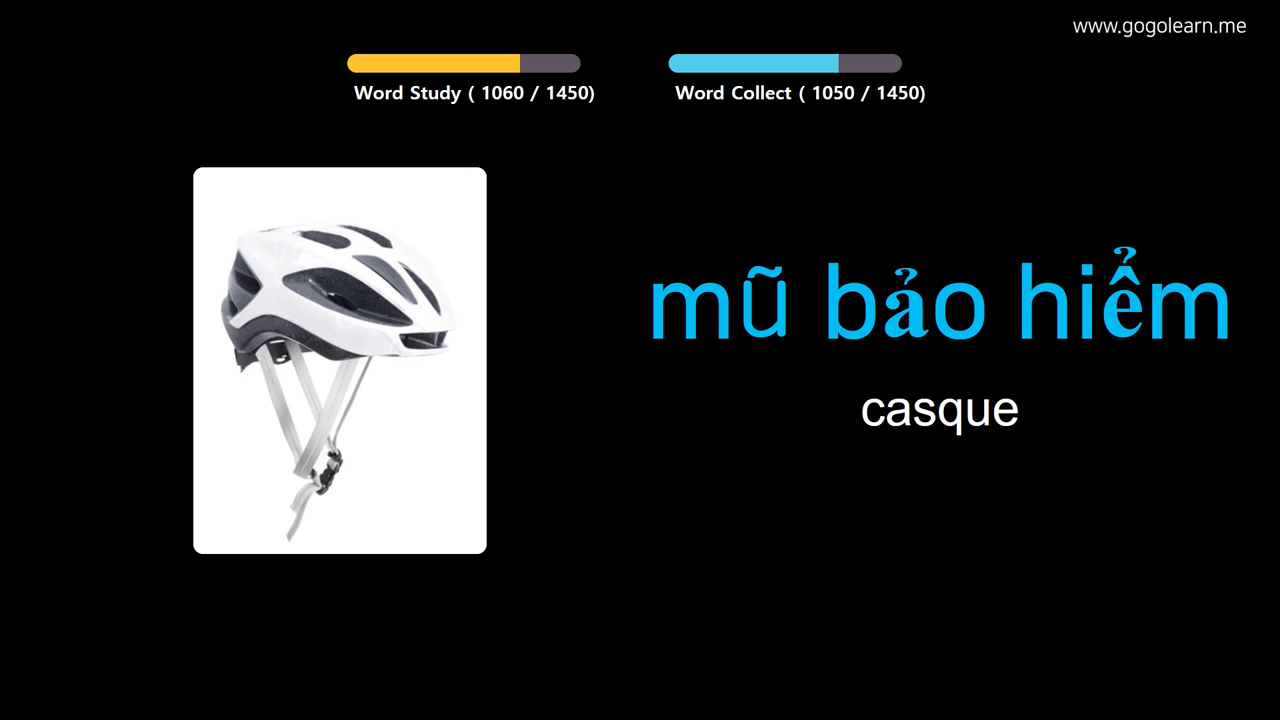 www.gogolearn.me
Word Study ( 1060 / 1450)
Word Collect ( 1050 / 1450)
mũ bảo hiểm
casque